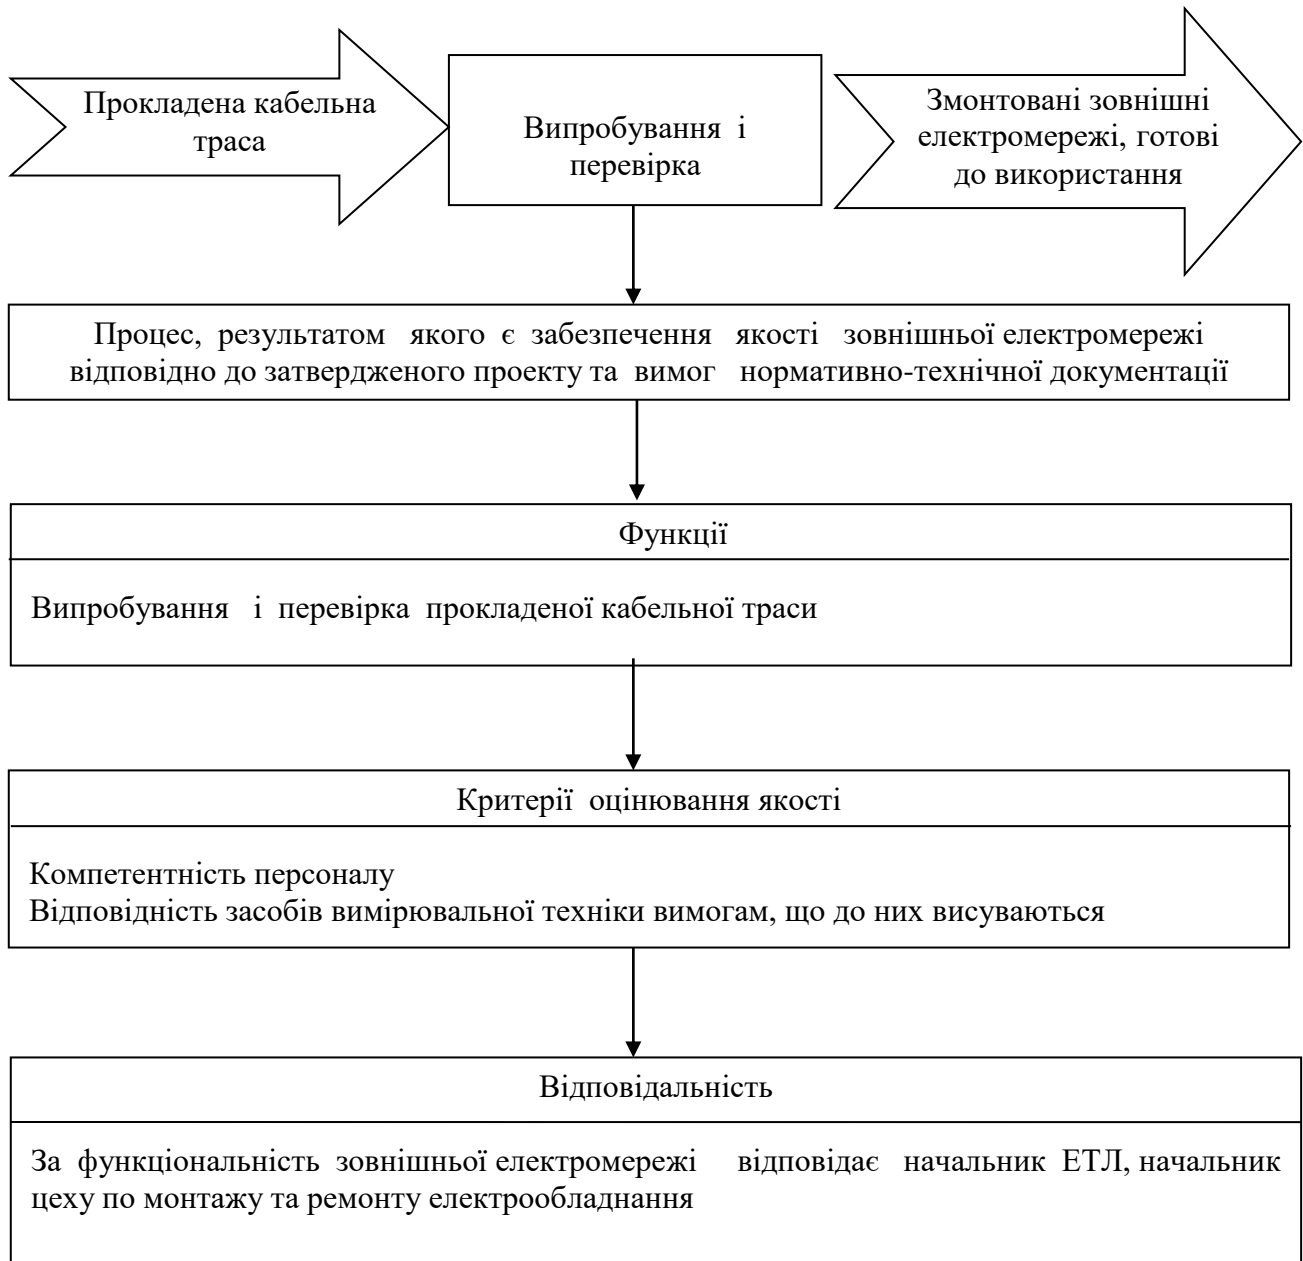 Прокладена кабельна
траса
Випробування і
перевірка
Змонтовані зовнішні
електромережі, готові
до використання
Процес, результатом якого є забезпечення якості зовнішньої електромережі
відповідно до затвердженого проекту та вимог нормативно-технічної документації
Функції
Випробування і перевірка прокладеної кабельної траси
Критерії оцінювання якості
Компетентність персоналу
Відповідність засобів вимірювальної техніки вимогам, що до них висуваються
Відповідальність
За функціональність зовнішньої електромережі відповідає начальник ЕТЛ, начальник
цеху по монтажу та ремонту електрообладнання